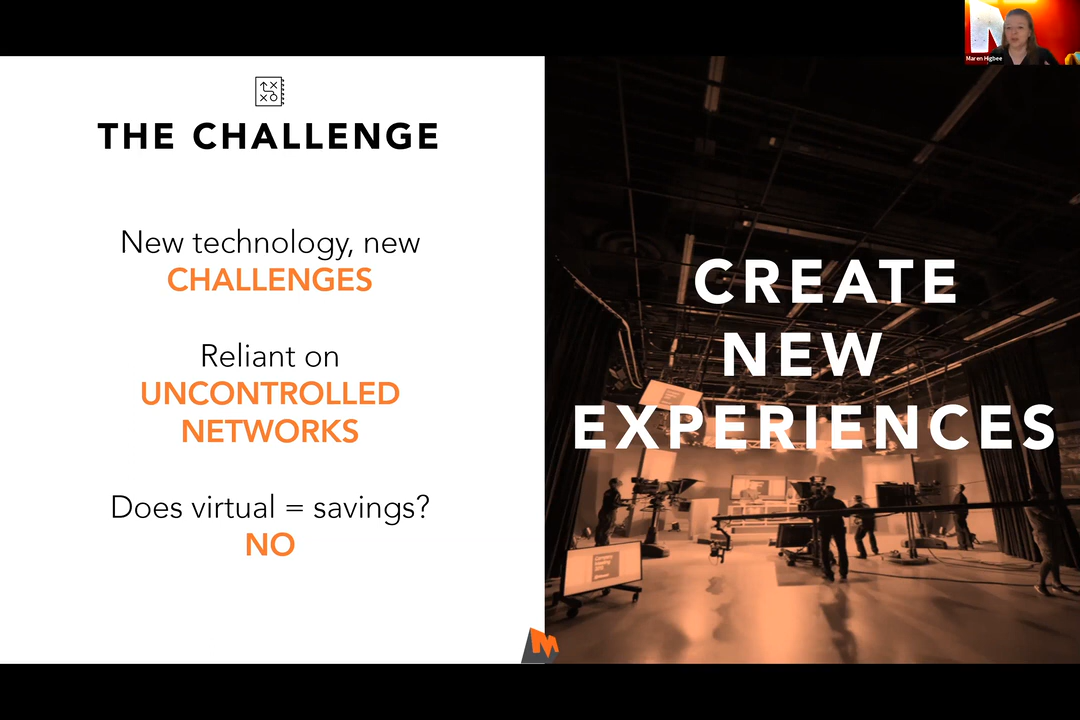 Maren Higbee
THE CHALLENGE
New technology, new
CHALLENGES
Reliant on
UNCONTROLLED
NETWORKS
Does virtual = savings?
NO
CREATE
NEW
EXPERIENCES